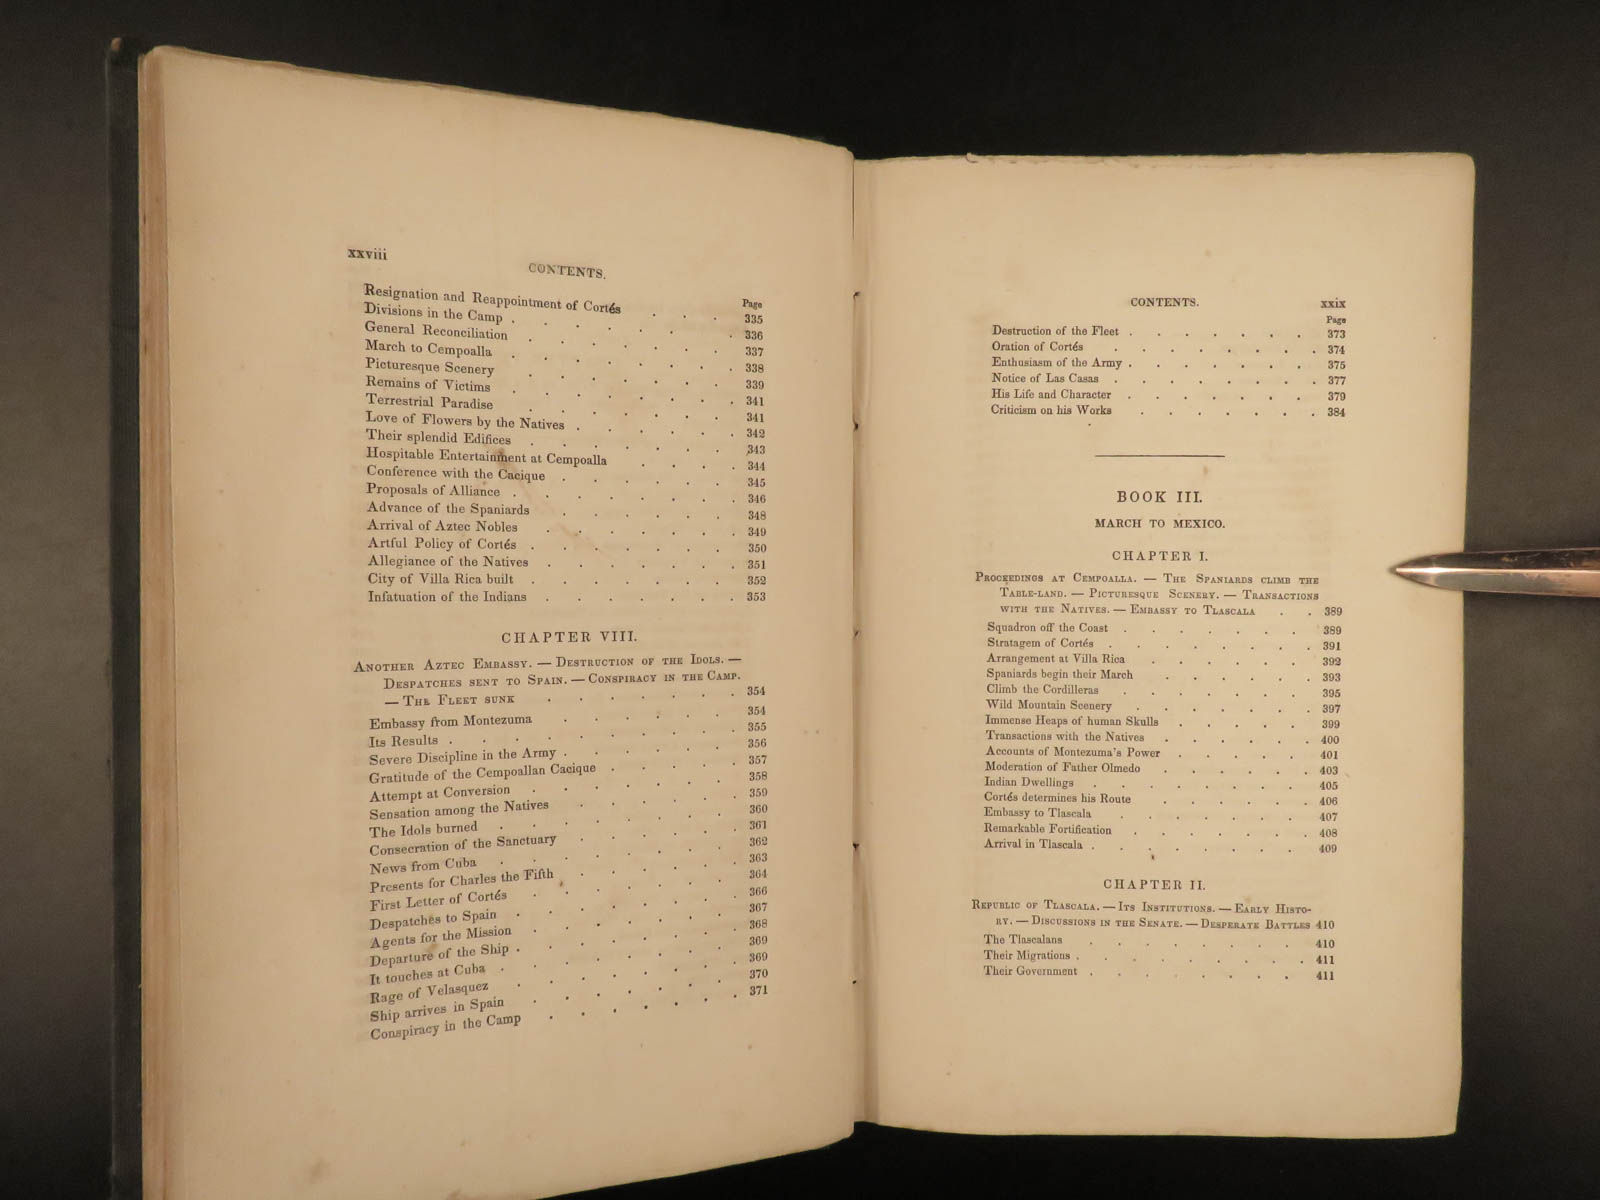 xxviii
CONTENTS.
Page
Resignation and Reappointment of Cortés . . . 335
Divisions in the Camp . . . . . . . 336
General Reconciliation . . . . . . 337
March to Cempoalla . . . . . . . 338
Picturesque Scenery . . . . . . 339
Remains of Victims . . . . . . . 341
Terrestrial Paradise . . . . . . 341
Love of Flowers by the Natives . . . . . 342
Their splendid Edifices . . . . . . 343
Hospitable Entertainment at Cempoalla . . . . 344
Conference with the Cacique . . . . . . 345
Proposals of Alliance . . . . . . . . 346
Advance of the Spaniards . . . . . . 348
Arrival of Aztec Nobles . . . . . . . 349
Artful Policy of Cortés . . . . . . . 350
Allegiance of the Natives . . . . . . . 351
City of Villa Rica built . . . . . . . 352
Infatuation of the Indians . . . . . . . 353
CHAPTER VIII.
Another Aztec Embassy. — Destruction of the Idols. —
Despatches sent to Spain. — Conspiracy in the Camp.
— The Fleet sunk . . . . . . . 354
Embassy from Montezuma . . . . . . 354
Its Results . . . . . . . . . 355
Severe Discipline in the Army . . . . . . 356
Gratitude of the Cempoallan Cacique . . . . . 357
Attempt at Conversion . . . . . . . 358
Sensation among the Natives . . . . . . 359
The Idols burned . . . . . . . . 360
Consecration of the Sanctuary . . . . . . 361
News from Cuba . . . . . . . . 362
Presents for Charles the Fifth . . . . . . 363
First Letter of Cortés . . . . . . . 364
Despatches to Spain . . . . . . . . 366
Agents for the Mission . . . . . . . 367
Departure of the Ship . . . . . . . . 368
It touches at Cuba . . . . . . . . 369
Rage of Velasquez . . . . . . . . 369
Ship arrives in Spain . . . . . . . 370
Conspiracy in the Camp . . . . . . . 371
CONTENTS. xxix
Page
Destruction of the Fleet . . . . . . . 373
Oration of Cortés . . . . . . . . 374
Enthusiasm of the Army . . . . . . . 375
Notice of Las Casas . . . . . . . . 377
His Life and Character . . . . . . . 379
Criticism on his Works . . . . . . . 384
BOOK III.
MARCH TO MEXICO.
CHAPTER I.
Proceedings at Cempoalla. — The Spaniards climb the
Table-land. — Picturesque Scenery. — Transactions
with the Natives. — Embassy to Tlascala . . 389
Squadron off the Coast . . . . . . . 389
Stratagem of Cortés . . . . . . . . 391
Arrangement at Villa Rica . . . . . . 392
Spaniards begin their March . . . . . . 393
Climb the Cordilleras . . . . . . . 395
Wild Mountain Scenery . . . . . . . 397
Immense Heaps of human Skulls . . . . . 399
Transactions with the Natives . . . . . . 400
Accounts of Montezuma's Power . . . . . 401
Moderation of Father Olmedo . . . . . . 403
Indian Dwellings . . . . . . . . 405
Cortés determines his Route . . . . . . 406
Embassy to Tlascala . . . . . . . 407
Remarkable Fortification . . . . . . . 408
Arrival in Tlascala . . . . . . . . 409
CHAPTER II.
Republic of Tlascala. — Its Institutions. — Early Histo-
ry. — Discussions in the Senate. — Desperate Battles 410
The Tlascalans . . . . . . . . 410
Their Migrations . . . . . . . . . 411
Their Government . . . . . . . . 411